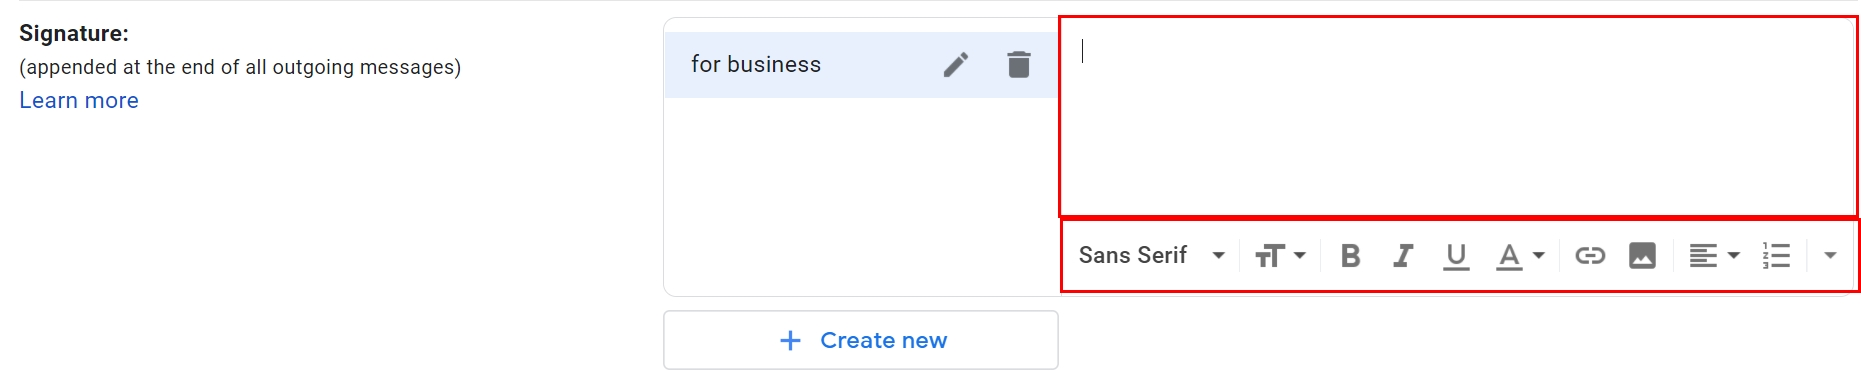 Signature:
(appended at the end of all outgoing messages)
Learn more
for business
Sans Serif
B I U A
Create new